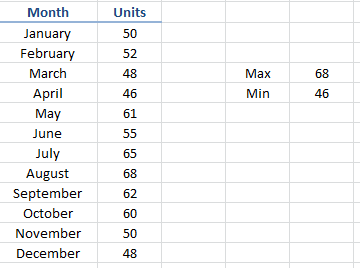 Month Units
January 50
February 52
March 48 Max 68
April 46 Min 46
May 61
June 55
July 65
August 68
September 62
October 60
November 50
December 48